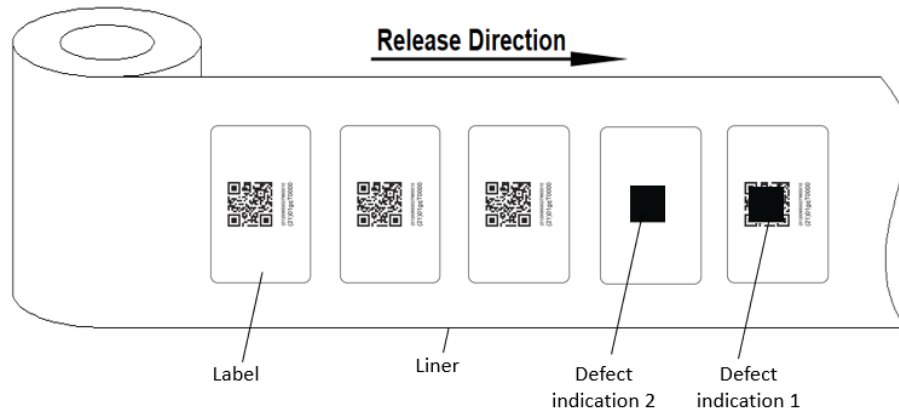 Release Direction
Label
Liner
Defect
indication 2
Defect
indication 1